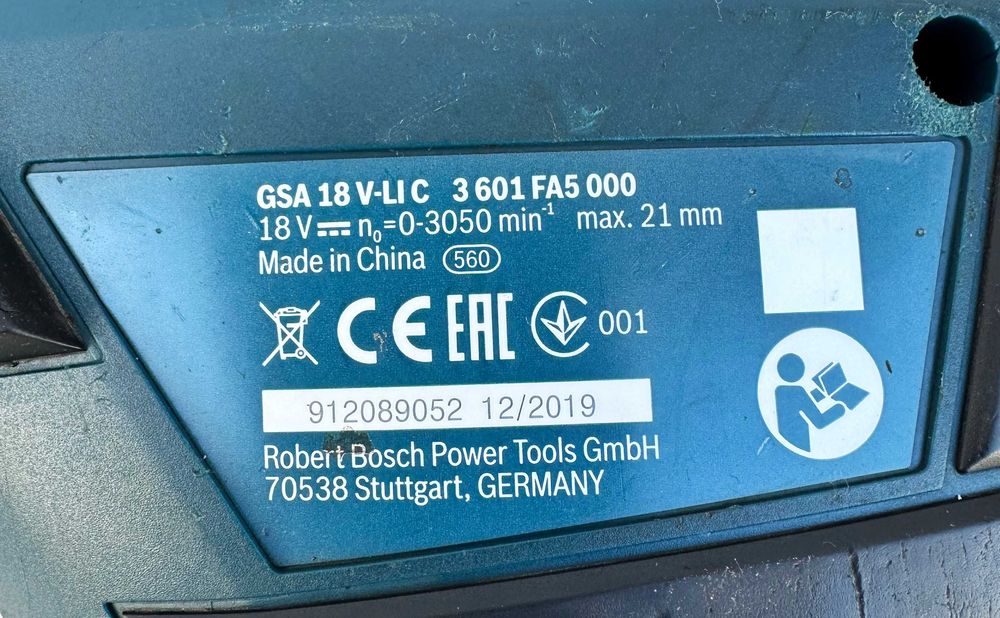 GSA 18 V-LI C 3 601 FA5 000
18 V⎓ n₀=0-3050 min⁻¹ max. 21 mm
Made in China 560
CE EAC 001
912089052 12/2019
Robert Bosch Power Tools GmbH
70538 Stuttgart, GERMANY